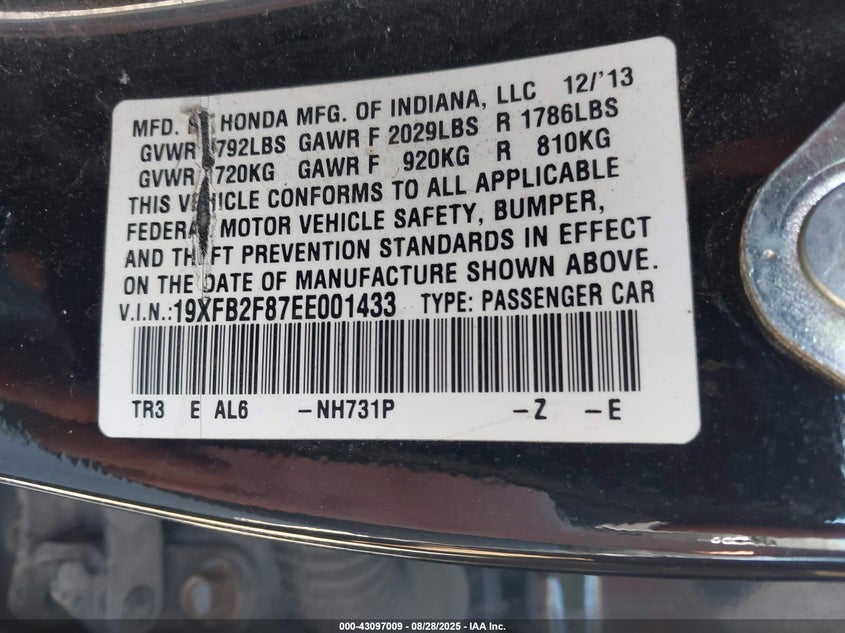 MFD. HONDA MFG. OF INDIANA, LLC 12/'13
GVWR 792LBS GAWR F 2029LBS R 1786LBS
GVWR 720KG GAWR F 920KG R 810KG
THIS VEHICLE CONFORMS TO ALL APPLICABLE
FEDERAL MOTOR VEHICLE SAFETY, BUMPER,
AND THEFT PREVENTION STANDARDS IN EFFECT
ON THE DATE OF MANUFACTURE SHOWN ABOVE.
V.I.N.:19XFB2F87EE001433 TYPE: PASSENGER CAR
TR3 E AL6 -NH731P -Z -E
000-43097009 - 08/28/2025 - IAA Inc.